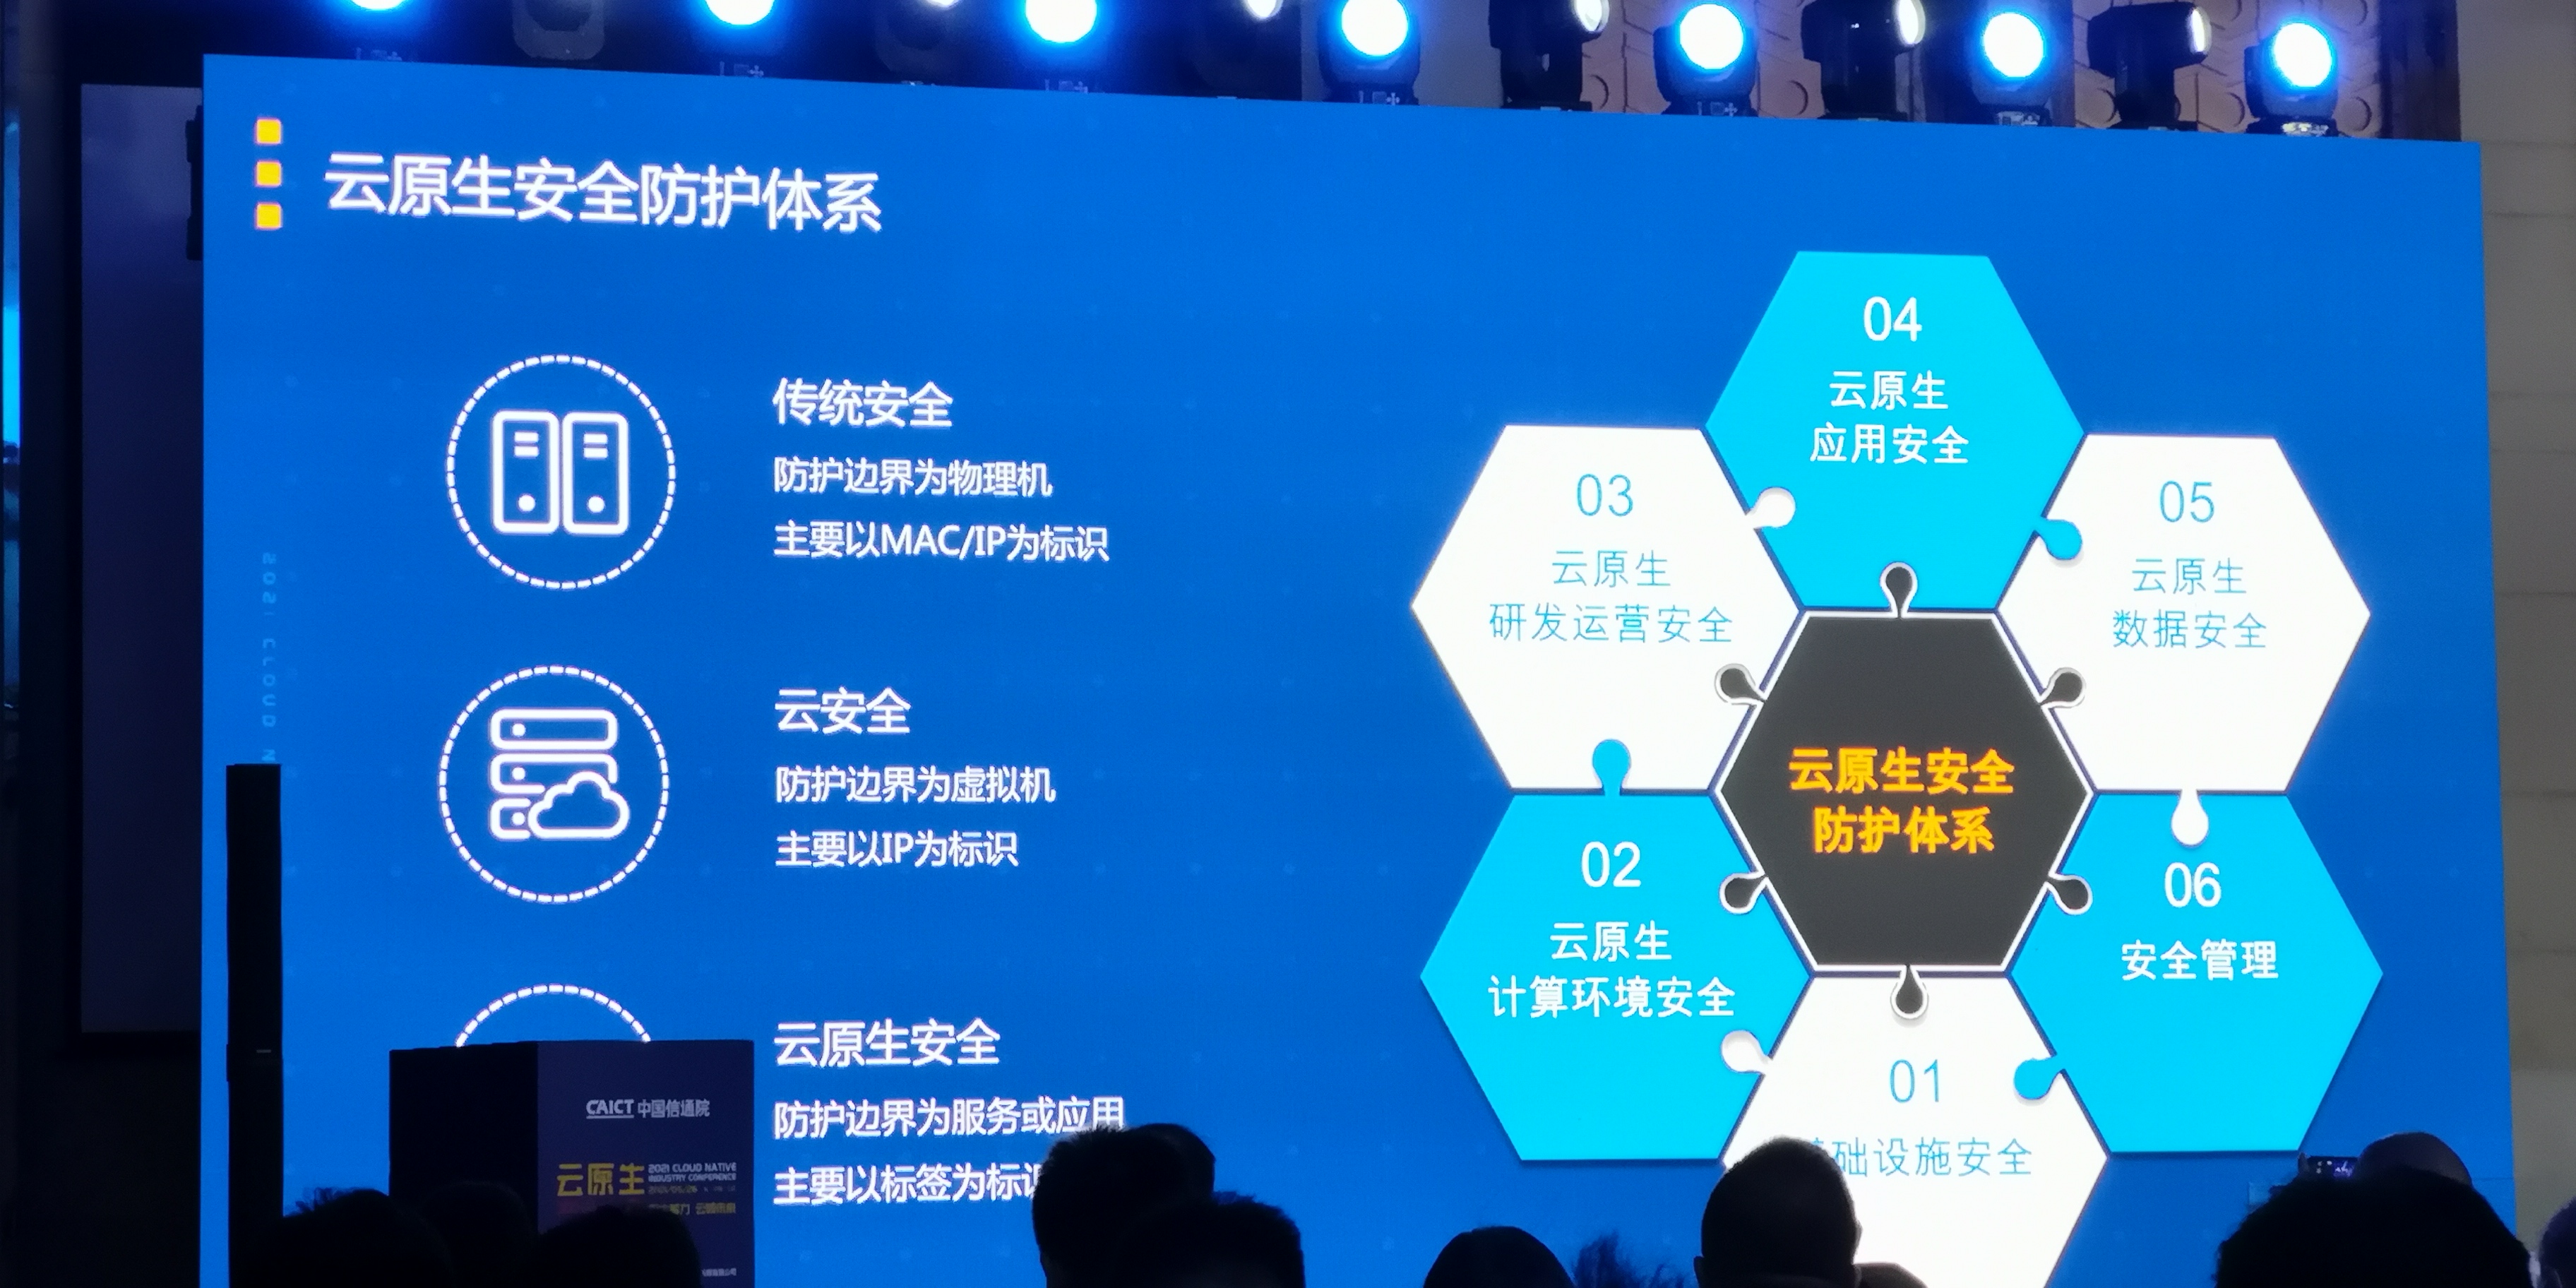 云原生安全防护体系
传统安全
防护边界为物理机
主要以MAC/IP为标识
云安全
防护边界为虚拟机
主要以IP为标识
云原生安全
防护边界为服务或应用
主要以标签为标识
04
云原生
应用安全
03
云原生
研发运营安全
05
云原生
数据安全
云原生安全
防护体系
02
云原生
计算环境安全
06
安全管理
01
础设施安全
2021 CLOUD N
CAICT 中国信通院
云原生
2021 CLOUD NATIVE
INDUSTRY CONFERENCE